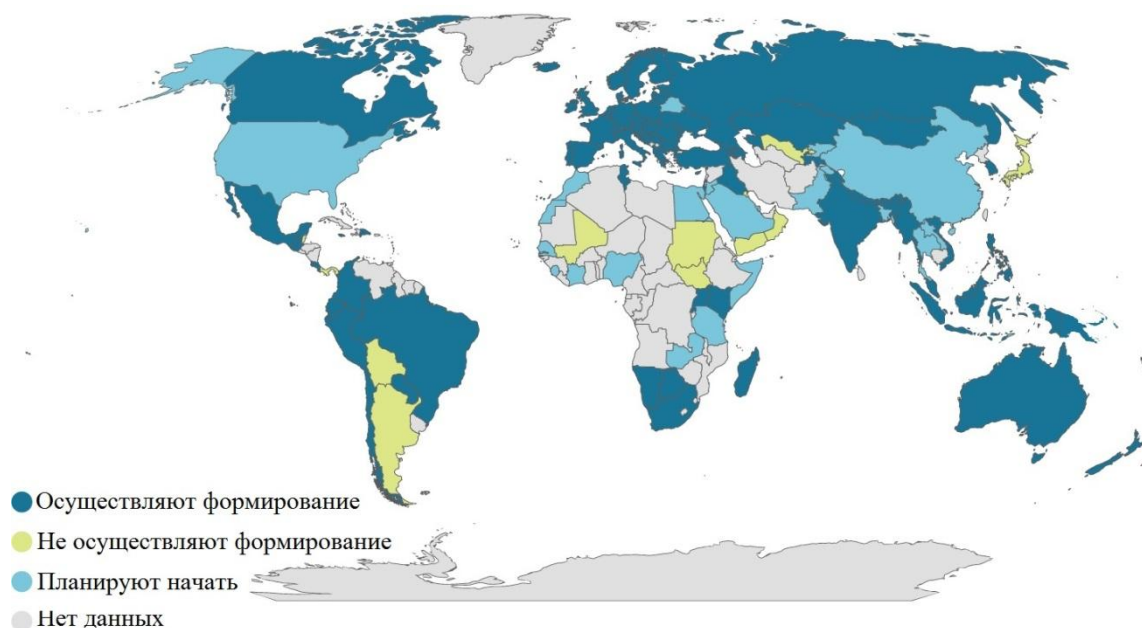 Осуществляют формирование
Не осуществляют формирование
Планируют начать
Нет данных